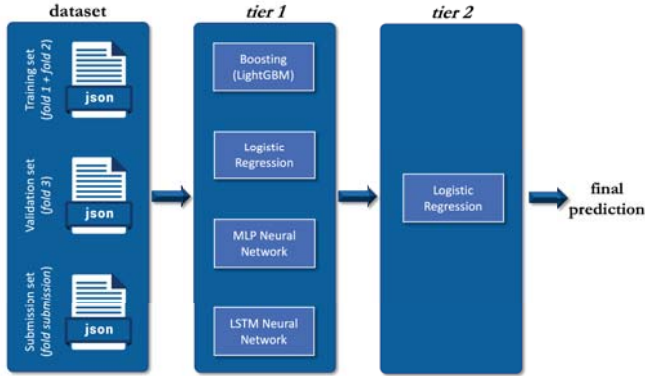 dataset
tier 1
tier 2
Training set
(fold 1 + fold 2)
json
Validation set
(fold 3)
json
Submission set
(fold submission)
json
Boosting
(LightGBM)
Logistic
Regression
MLP Neural
Network
LSTM Neural
Network
Logistic
Regression
final
prediction